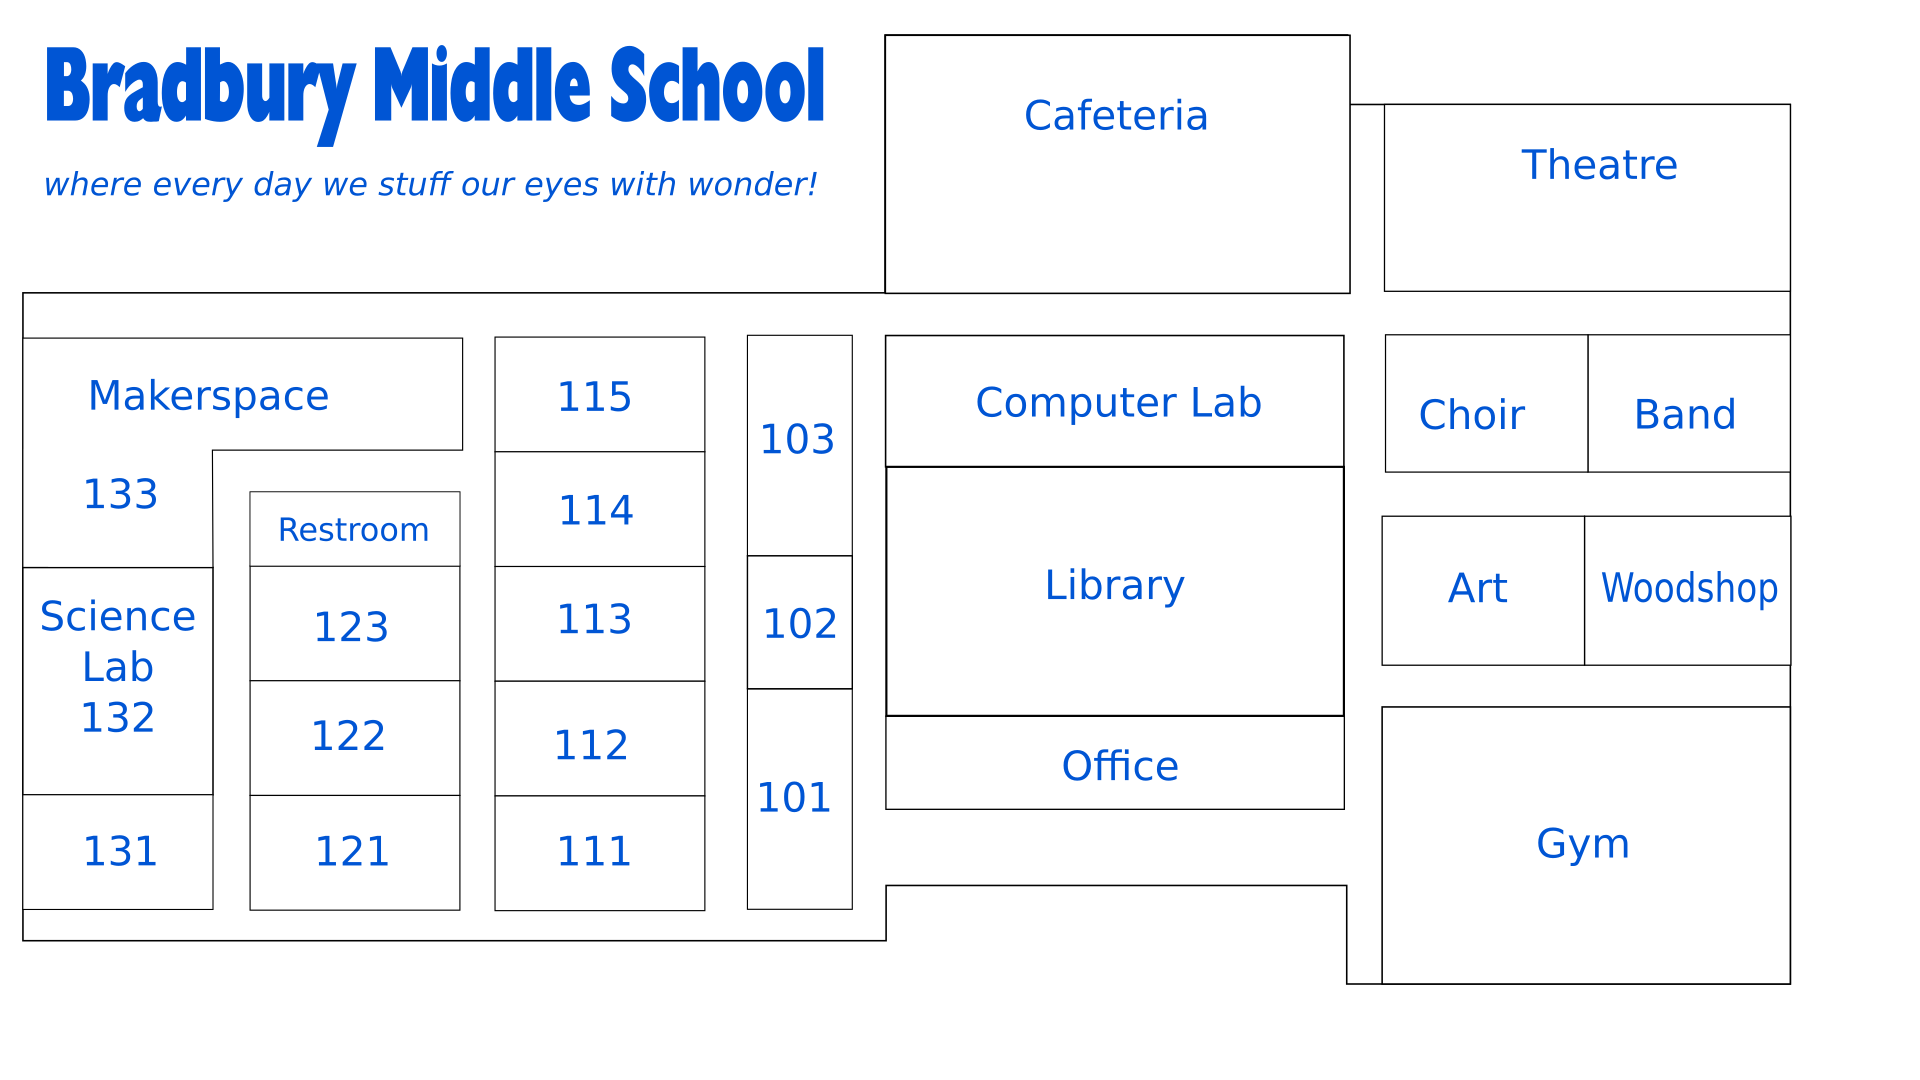 Bradbury Middle School
where every day we stuff our eyes with wonder!
Cafeteria
Theatre
Makerspace
133
Science
Lab
132
131
Restroom
123
122
121
115
114
113
112
111
103
102
101
Computer Lab
Library
Office
Choir
Band
Art
Woodshop
Gym